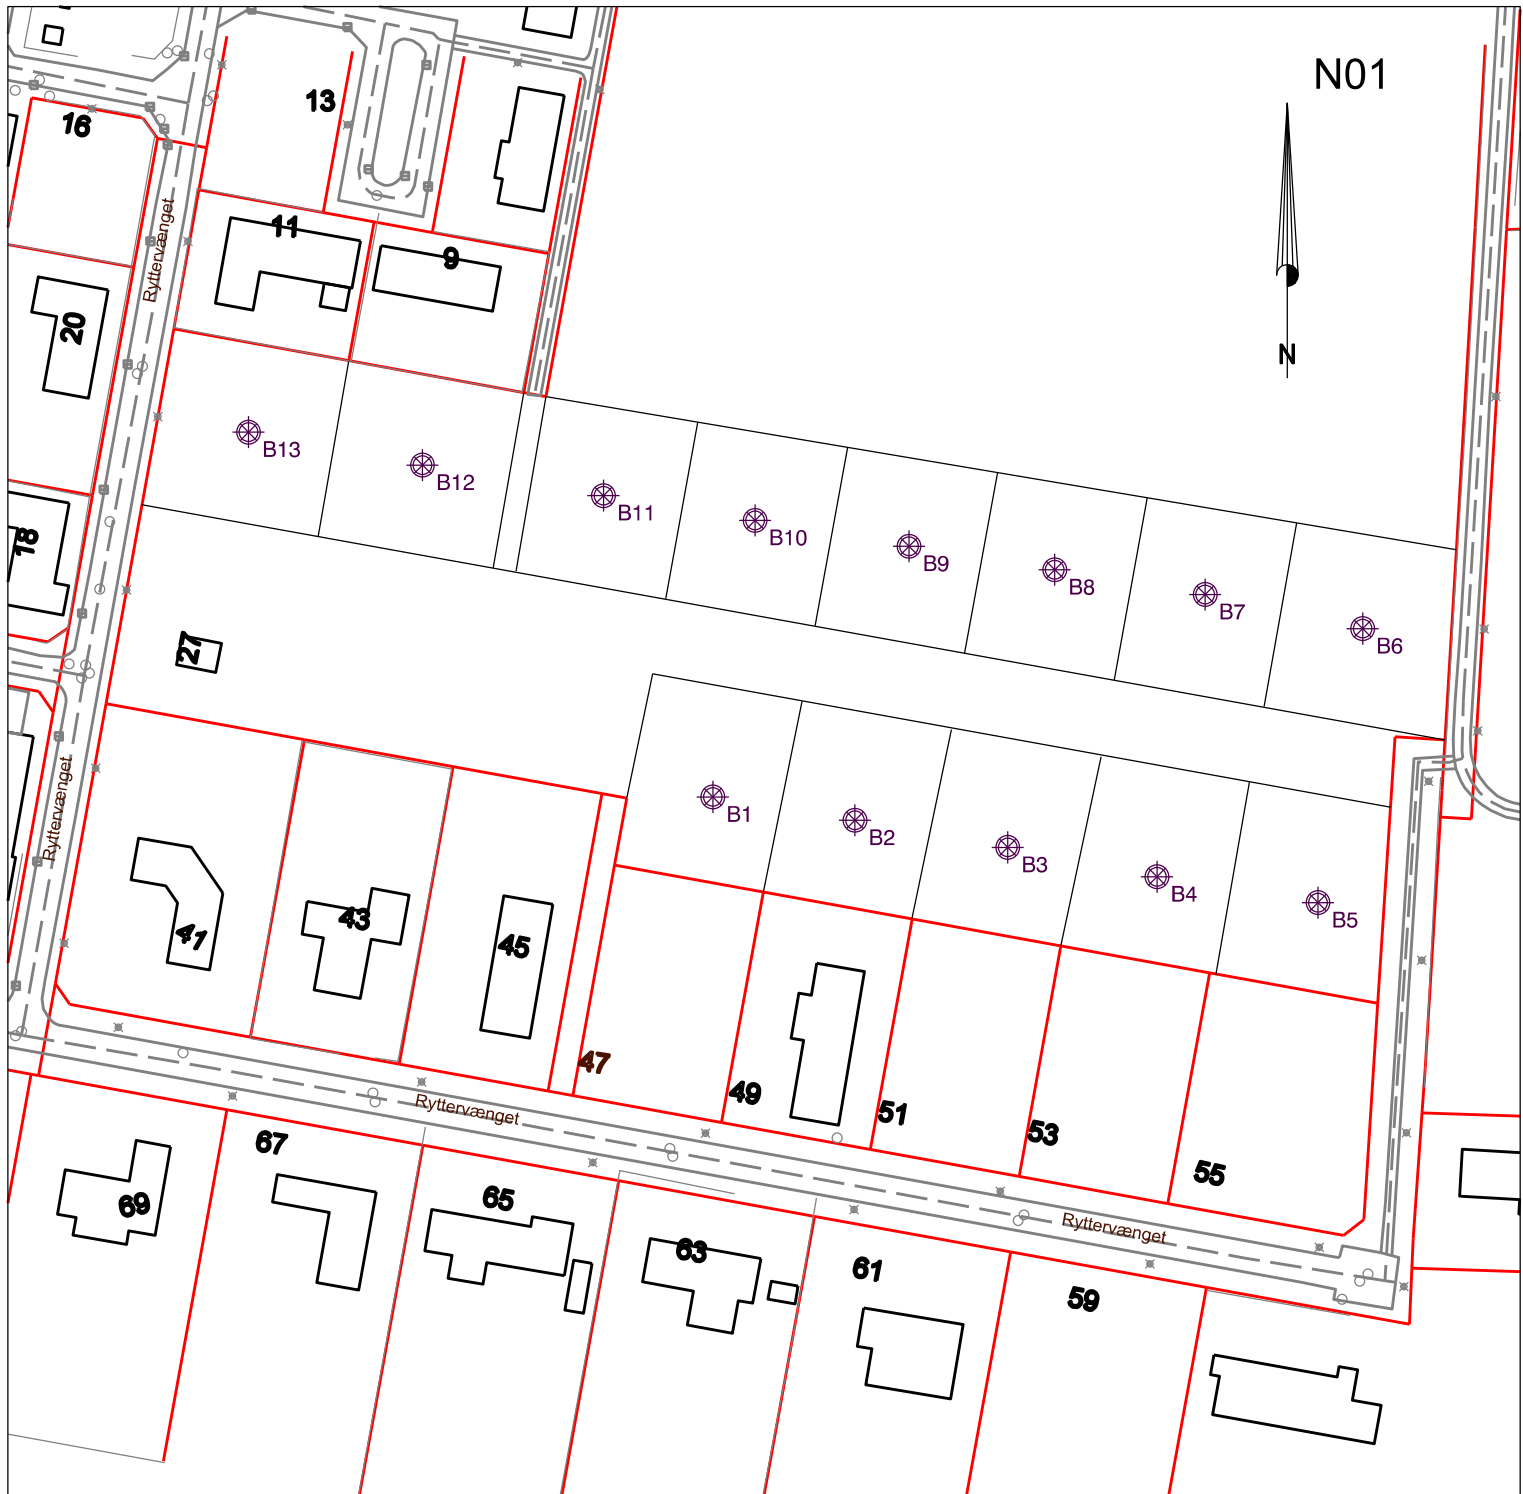 N01
13
16
Ryttervænget
11
9
20
N
B13
B12
B11
B10
B9
B8
B7
B6
18
27
Ryttervænget
B1
B2
B3
B4
B5
41
43
45
47
49
51
53
55
Ryttervænget
67
69
65
63
61
59
Ryttervænget